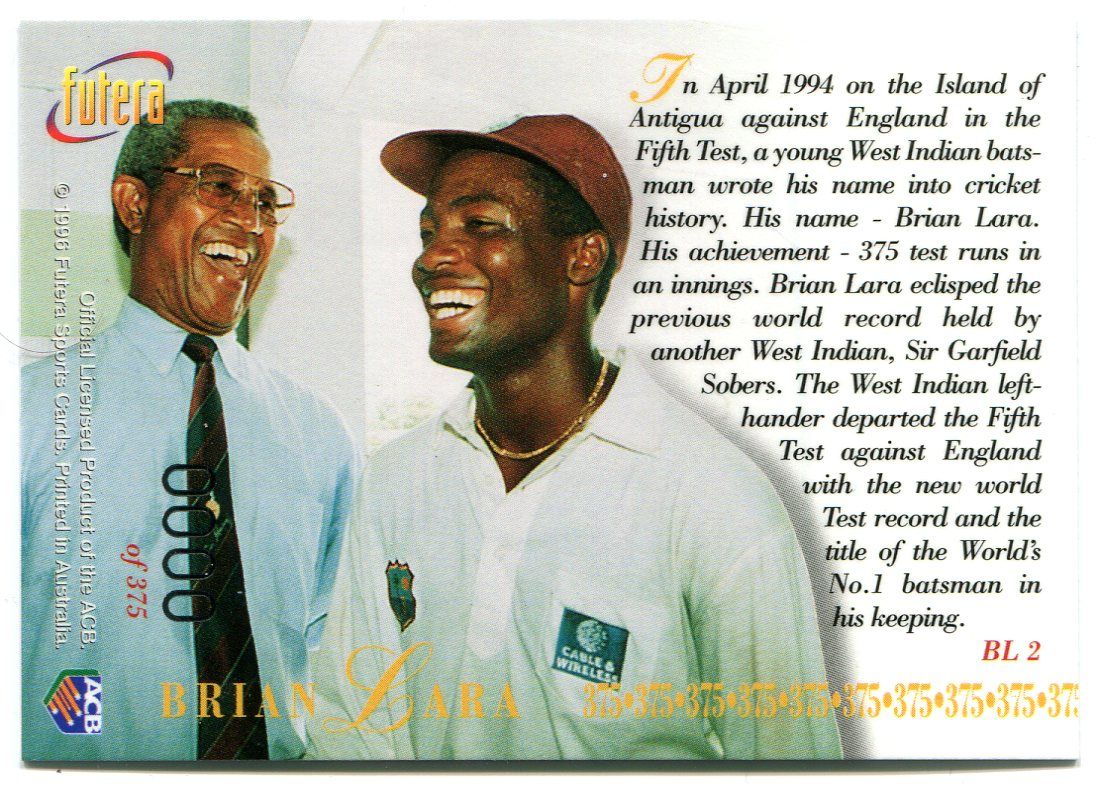 futera
In April 1994 on the Island of
Antigua against England in the
Fifth Test, a young West Indian bats-
man wrote his name into cricket
history. His name - Brian Lara.
His achievement - 375 test runs in
an innings. Brian Lara eclisped the
previous world record held by
another West Indian, Sir Garfield
Sobers. The West Indian left-
hander departed the Fifth
Test against England
with the new world
Test record and the
title of the World's
No.1 batsman in
his keeping.
BL 2
© 1996 Futera Sports Cards. Printed in Australia.
Official Licensed Product of the ACB.
of 375
0000
ACB
CABLE &
WIRELESS
BRIAN LARA
375•375•375•375•375•375•375•375•375•375